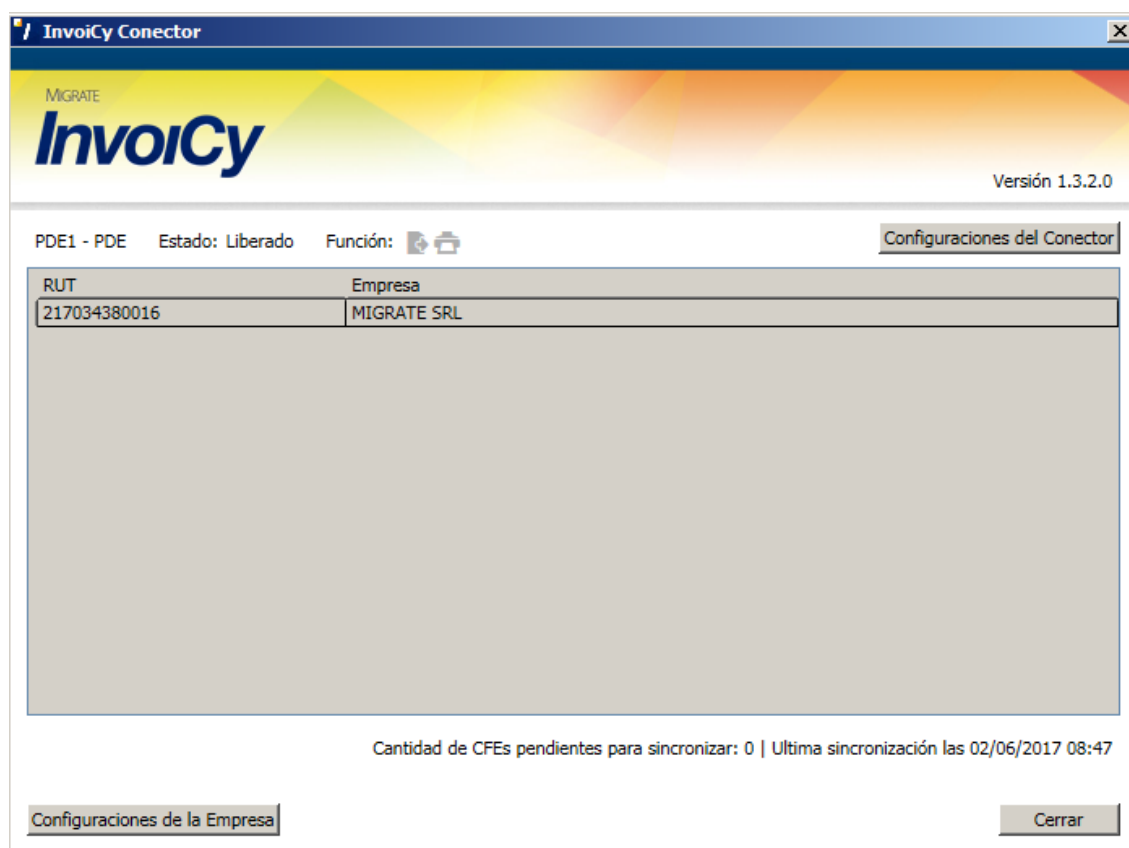 InvoiCy Conector
MIGRATE
InvoiCy
Versión 1.3.2.0
PDE1 - PDE Estado: Liberado Función: Configuraciones del Conector
RUT Empresa
217034380016 MIGRATE SRL
Cantidad de CFEs pendientes para sincronizar: 0 | Ultima sincronización las 02/06/2017 08:47
Configuraciones de la Empresa Cerrar